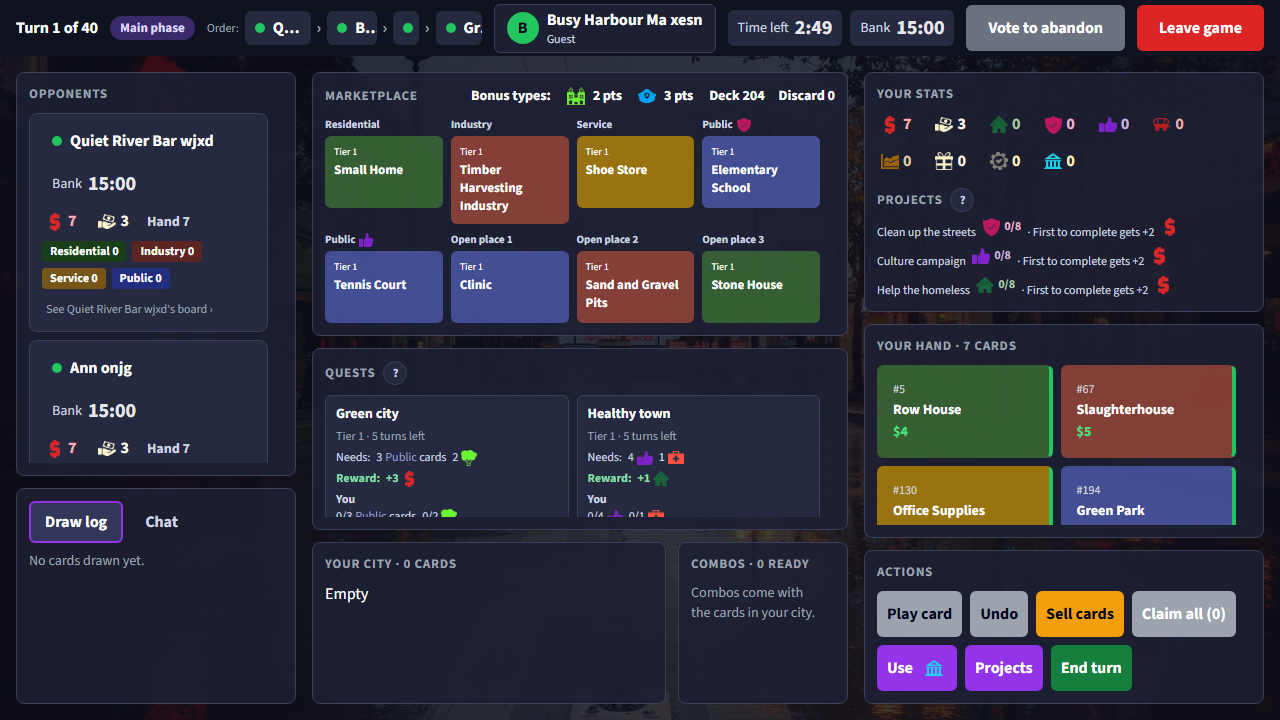 Turn 1 of 40
Main phase
Order:
Q...
›
B...
›
›
Gr.
B
Busy Harbour Ma xesn
Guest
Time left 2:49
Bank 15:00
Vote to abandon
Leave game
OPPONENTS
Quiet River Bar wjxd
Bank 15:00
7
3
Hand 7
Residential 0
Industry 0
Service 0
Public 0
See Quiet River Bar wjxd's board ›
Ann onjg
Bank 15:00
7
3
Hand 7
Draw log
Chat
No cards drawn yet.
MARKETPLACE
Bonus types:
2 pts
3 pts
Deck 204
Discard 0
Residential
Tier 1
Small Home
Industry
Tier 1
Timber
Harvesting
Industry
Service
Tier 1
Shoe Store
Public
Tier 1
Elementary
School
Public
Tier 1
Tennis Court
Open place 1
Tier 1
Clinic
Open place 2
Tier 1
Sand and Gravel
Pits
Open place 3
Tier 1
Stone House
QUESTS
?
Green city
Tier 1 · 5 turns left
Needs: 3 Public cards 2
Reward: +3
You
0/3 Public cards 0/2
Healthy town
Tier 1 · 5 turns left
Needs: 4 1
Reward: +1
You
0/4 0/1
YOUR CITY · 0 CARDS
Empty
COMBOS · 0 READY
Combos come with
the cards in your city.
YOUR STATS
7
3
0
0
0
0
0
0
0
0
PROJECTS
?
Clean up the streets 0/8 · First to complete gets +2
Culture campaign 0/8 · First to complete gets +2
Help the homeless 0/8 · First to complete gets +2
YOUR HAND · 7 CARDS
#5
Row House
$4
#67
Slaughterhouse
$5
#130
Office Supplies
#194
Green Park
ACTIONS
Play card
Undo
Sell cards
Claim all (0)
Use
Projects
End turn